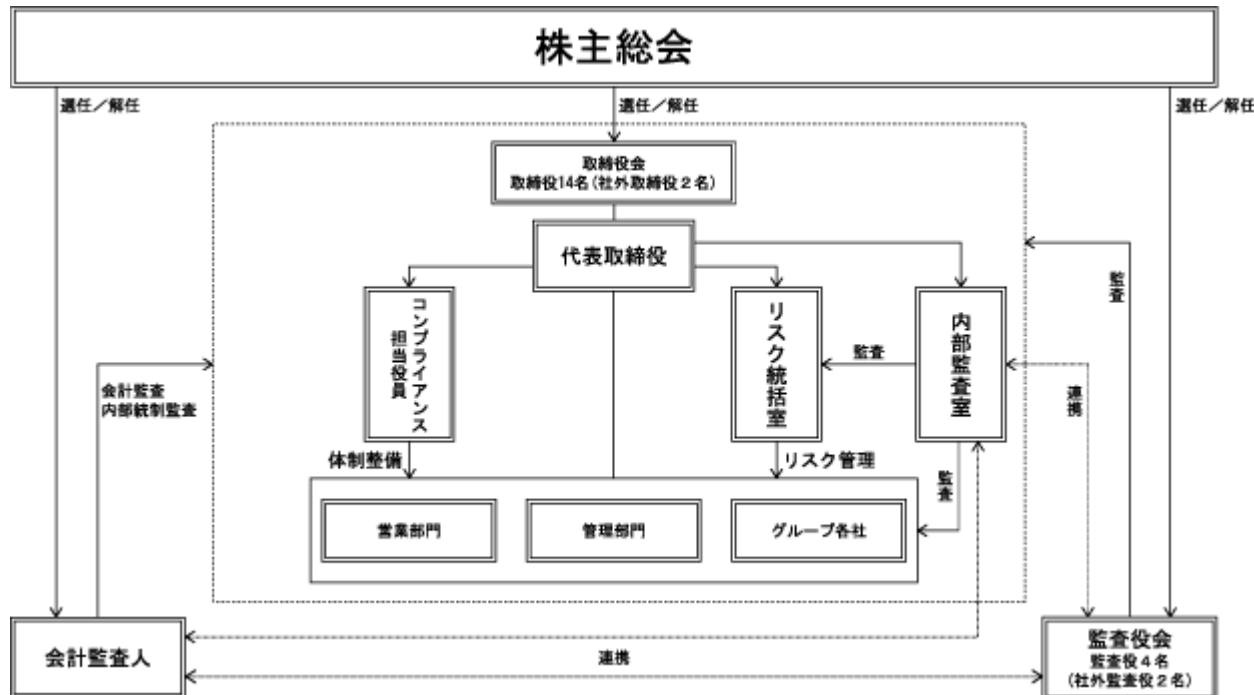 株主総会
選任／解任
選任／解任
選任／解任
取締役会
取締役14名(社外取締役２名)
代表取締役
コンプライアンス
担当役員
リスク統括室
内部監査室
監査
監査
会計監査
内部統制監査
連携
体制整備
リスク管理
監査
営業部門
管理部門
グループ各社
会計監査人
連携
監査役会
監査役４名
(社外監査役２名)